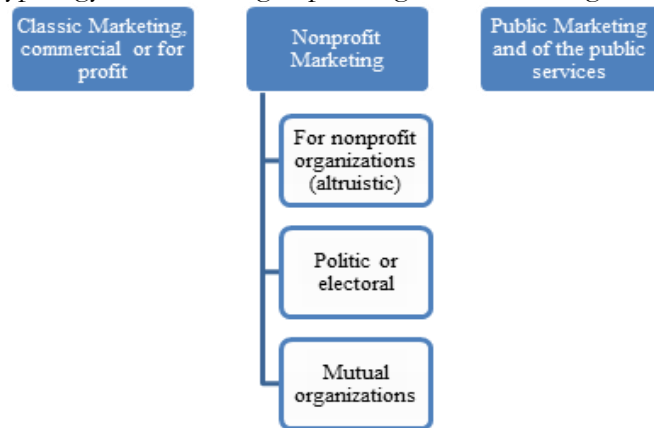 Classic Marketing,
commercial or for
profit
Nonprofit
Marketing
Public Marketing
and of the public
services
For nonprofit
organizations
(altruistic)
Politic or
electoral
Mutual
organizations